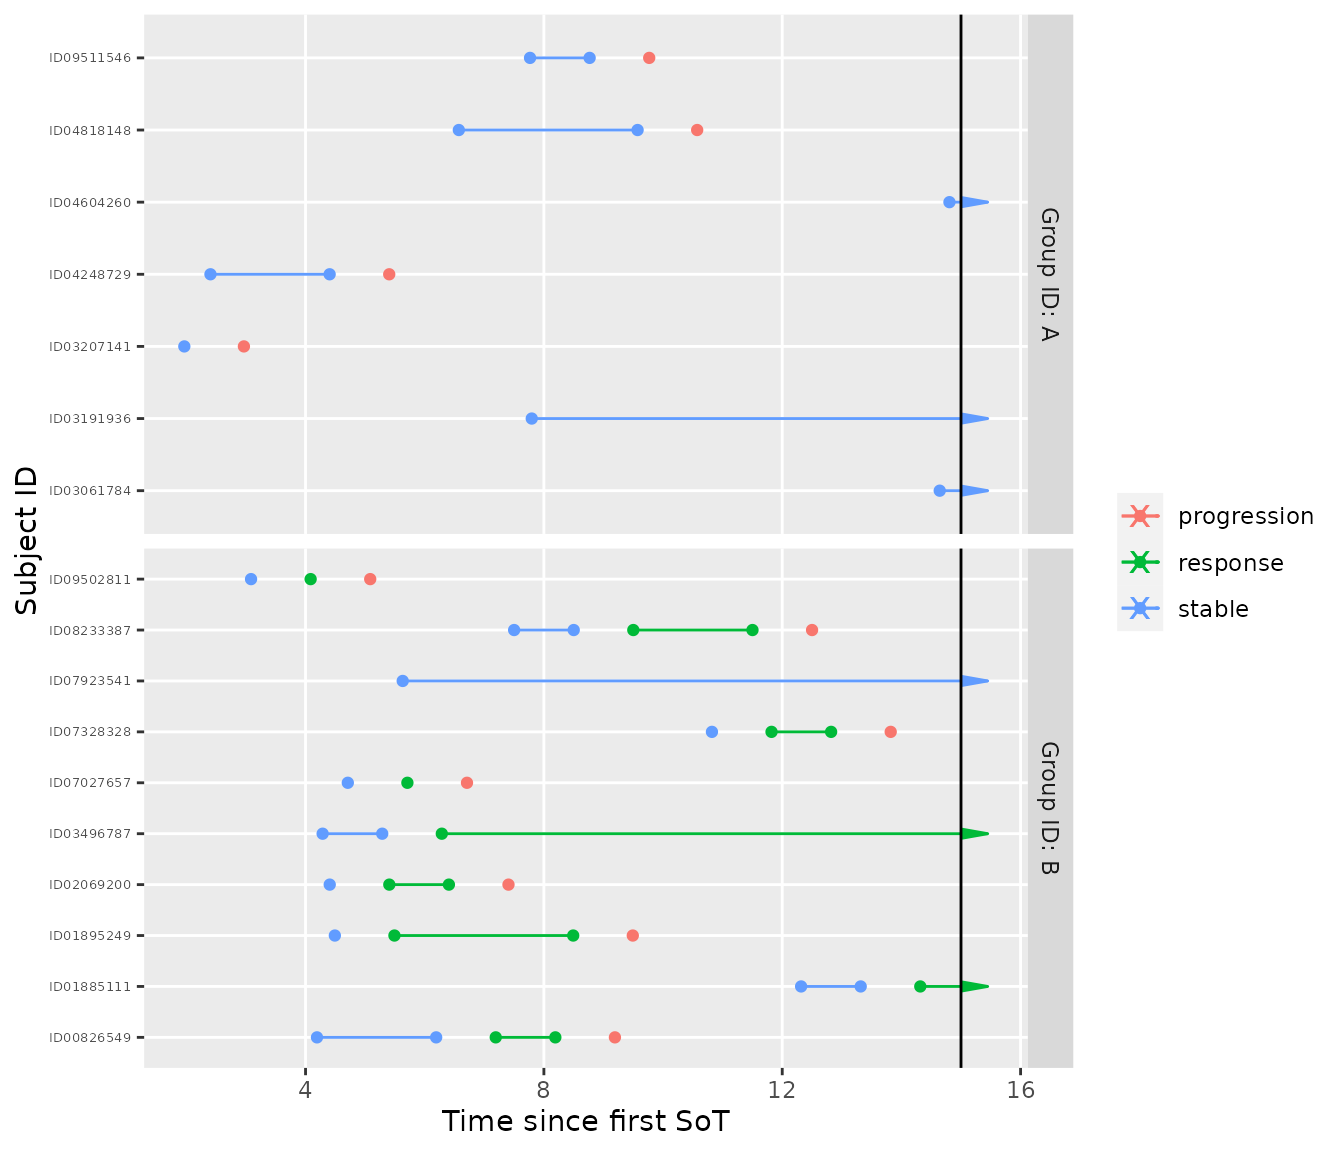 ID09511546
ID04818148
ID04604260
ID04248729
ID03207141
ID03191936
ID03061784
Group ID: A
ID09502811
ID08233387
ID07923541
ID07328328
ID07027657
ID03496787
ID02069200
ID01895249
ID01885111
ID00826549
Group ID: B
Subject ID
4 8 12 16
Time since first SoT
progression
response
stable